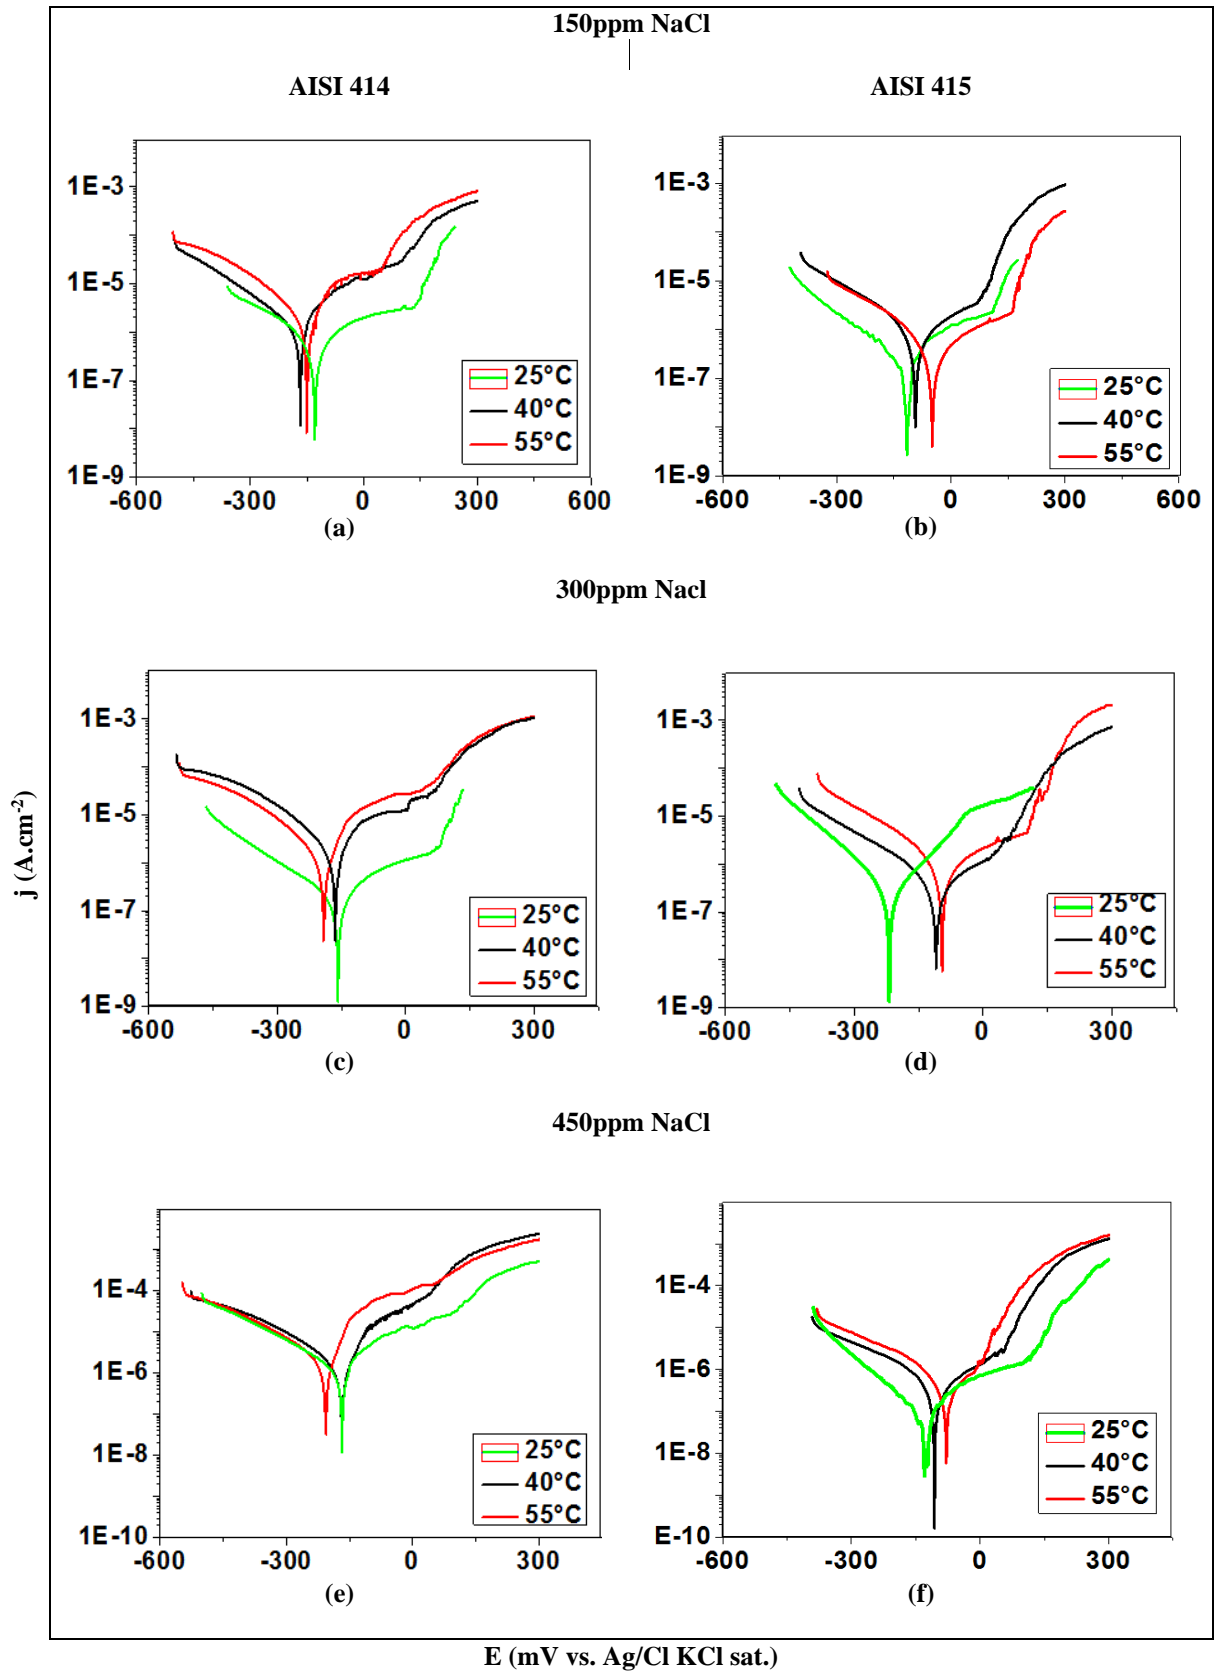 150ppm NaCl
AISI 414
AISI 415
1E-3
1E-5
1E-7
1E-9
-600 -300 0 300 600
25°C
40°C
55°C
(a)
1E-3
1E-5
1E-7
1E-9
-600 -300 0 300 600
25°C
40°C
55°C
(b)
300ppm Nacl
1E-3
1E-5
1E-7
1E-9
-600 -300 0 300
25°C
40°C
55°C
(c)
1E-3
1E-5
1E-7
1E-9
-600 -300 0 300
25°C
40°C
55°C
(d)
j (A.cm-2)
450ppm NaCl
1E-4
1E-6
1E-8
1E-10
-600 -300 0 300
25°C
40°C
55°C
(e)
1E-4
1E-6
1E-8
E-10
-600 -300 0 300
25°C
40°C
55°C
(f)
E (mV vs. Ag/Cl KCl sat.)